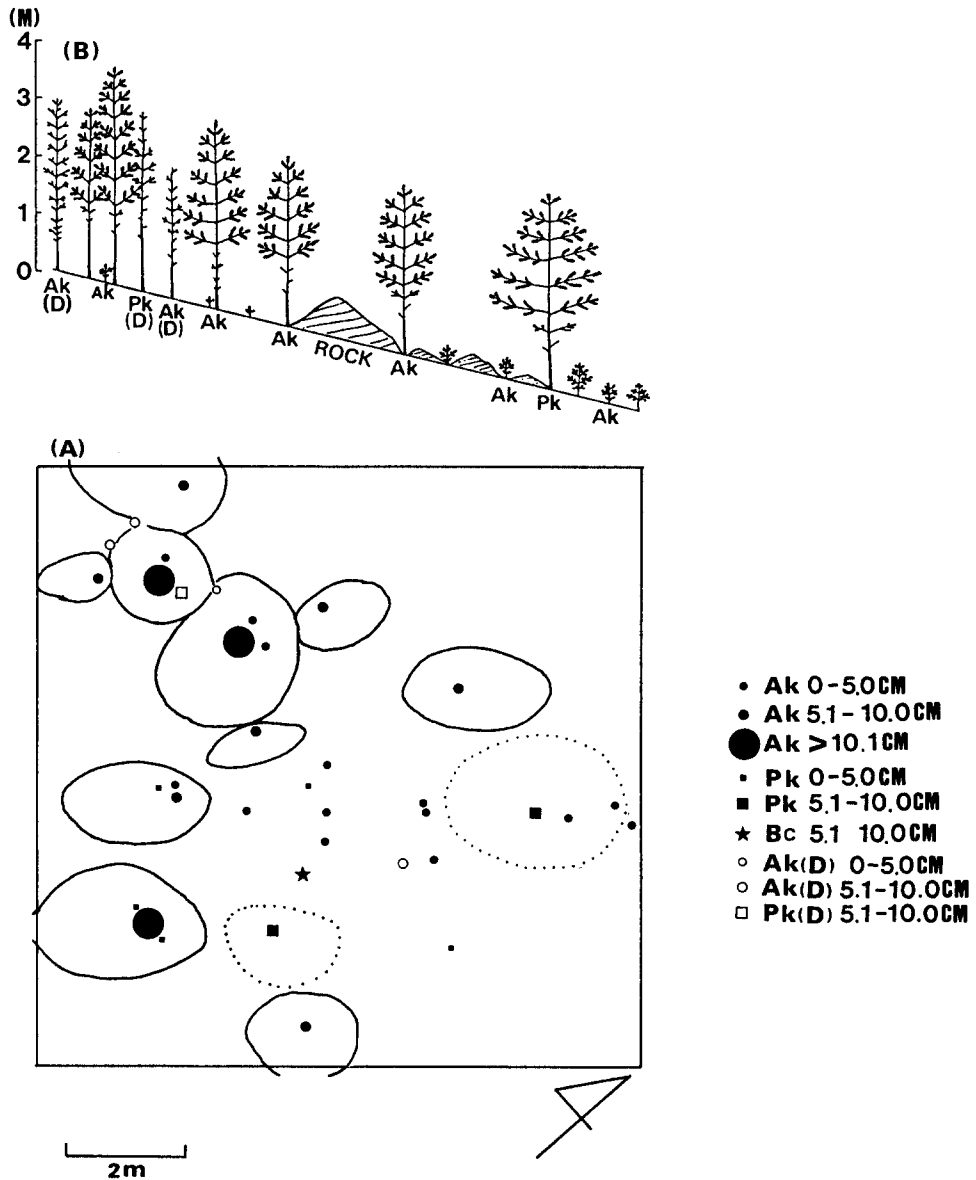 (M)
4
(B)
3
2
1
0
Ak
(D)
Ak
Pk
(D)
Ak
(D)
Ak
Ak
ROCK
Ak
Ak
Pk
Ak
(A)
Ak 0-5.0CM
Ak 5.1-10.0CM
Ak >10.1CM
Pk 0-5.0CM
Pk 5.1-10.0CM
Bc 5.1 10.0CM
Ak(D) 0-5.0CM
Ak(D) 5.1-10.0CM
Pk(D) 5.1-10.0CM
2m